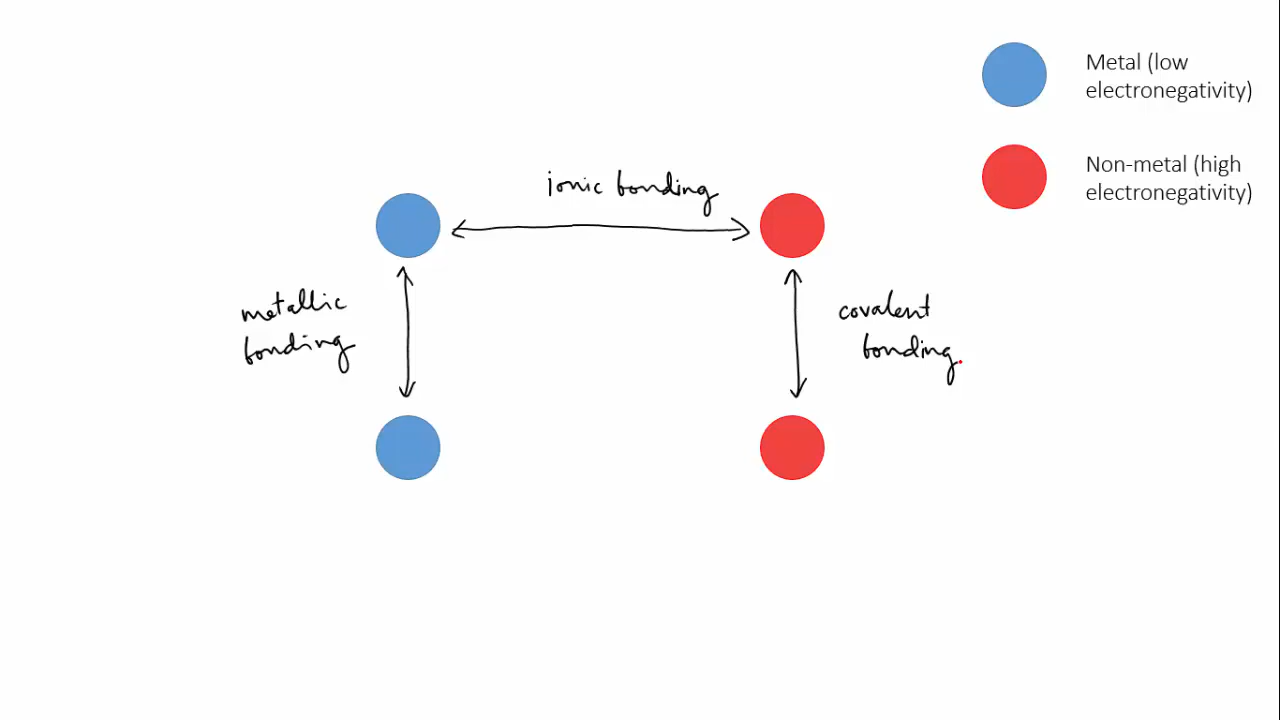 Metal (low
electronegativity)
Non-metal (high
electronegativity)
ionic bonding
metallic
bonding
covalent
bonding